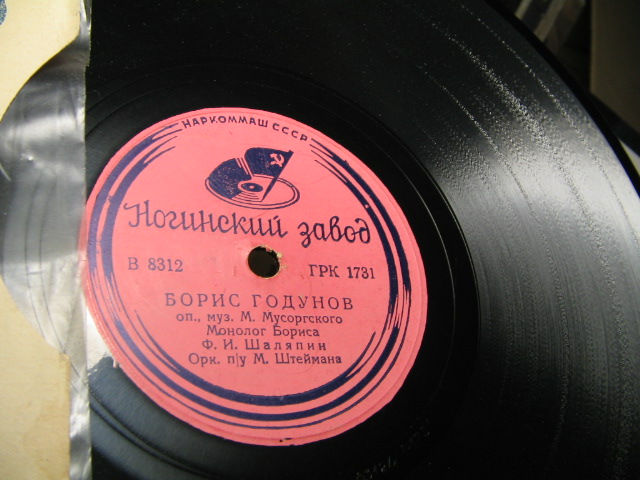 НАРКОММАШ СССР
Ногинский завод
В 8312 ГРК 1731
БОРИС ГОДУНОВ
оп., муз. М. Мусоргского
Монолог Бориса
Ф. И. Шаляпин
Орк. п/у М. Штеймана